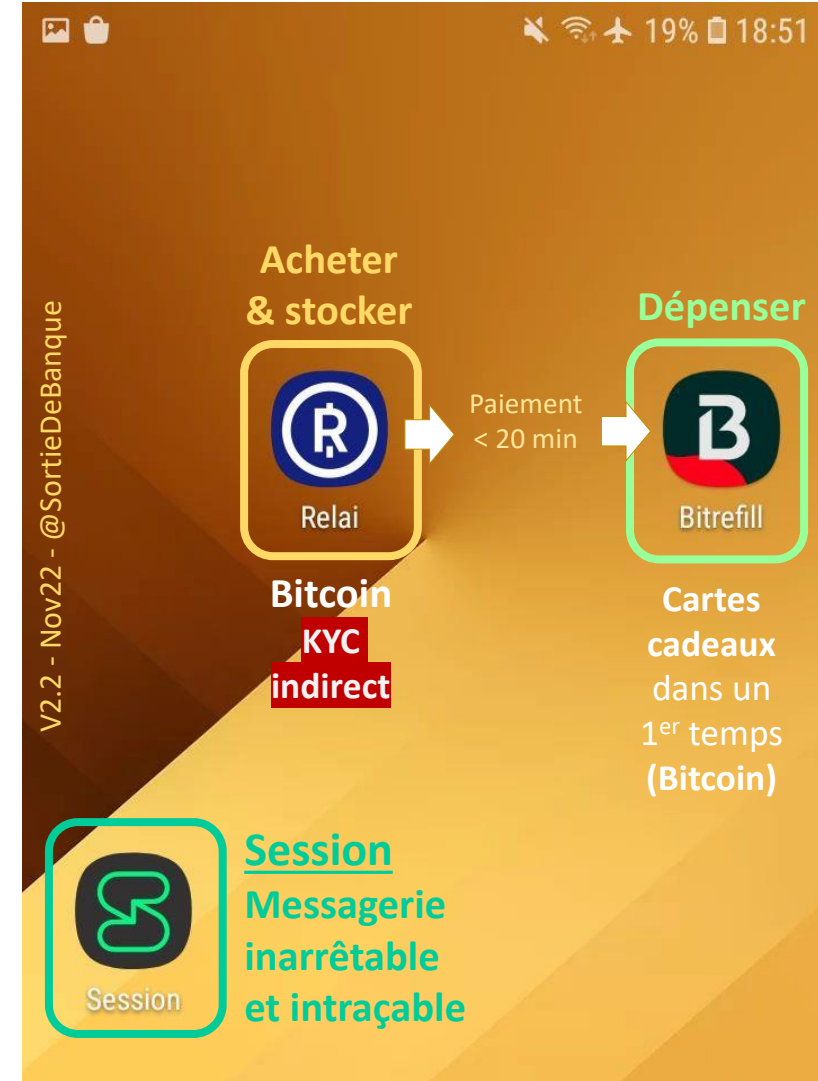 19% 18:51
Acheter
& stocker
Dépenser
Paiement
< 20 min
Relai
Bitrefill
Bitcoin
KYC
indirect
Cartes
cadeaux
dans un
1er temps
(Bitcoin)
V2.2 - Nov22 - @SortieDeBanque
Session
Messagerie
inarrêtable
et intraçable
Session